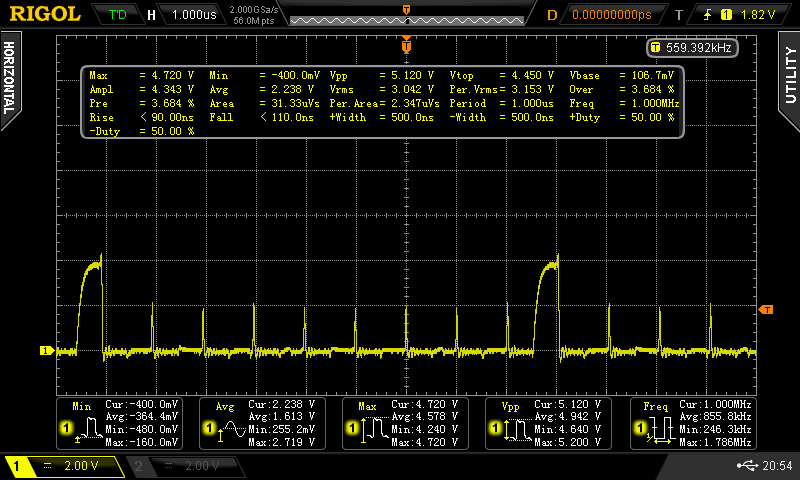 RIGOL T'D H 1.000us 2.000GSa/s 56.0M pts D 0.00000000ps T 1 1.82 V
T
HORIZONTAL
UTILITY
T 559.392kHz
Max = 4.720 V Min = -400.0mV Vpp = 5.120 V Vtop = 4.450 V Vbase = 106.7mV
Ampl = 4.343 V Avg = 2.238 V Vrms = 3.042 V Per.Vrms= 3.153 V Over = 3.684 %
Pre = 3.684 % Area = 31.33uVs Per.Area= 2.347uVs Period = 1.000us Freq = 1.000MHz
Rise < 90.00ns Fall < 110.0ns +Width = 500.0ns -Width = 500.0ns +Duty = 50.00 %
-Duty = 50.00 %
T
1
Min Cur:-400.0mV Avg Cur:2.238 V Max Cur:4.720 V Vpp Cur:5.120 V Freq Cur:1.000MHz
Avg:-364.4mV Avg:1.613 V Avg:4.578 V Avg:4.942 V Avg:855.8kHz
1 Min:-480.0mV 1 Min:255.2mV 1 Min:4.240 V 1 Min:4.640 V 1 Min:246.3kHz
Max:-160.0mV Max:2.719 V Max:4.720 V Max:5.200 V Max:1.786MHz
1 = 2.00 V 2 = 2.00 V 20:54